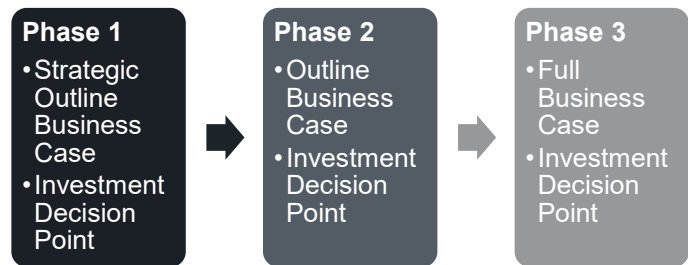 Phase 1
•Strategic
Outline
Business
Case
•Investment
Decision
Point
Phase 2
•Outline
Business
Case
•Investment
Decision
Point
Phase 3
•Full
Business
Case
•Investment
Decision
Point